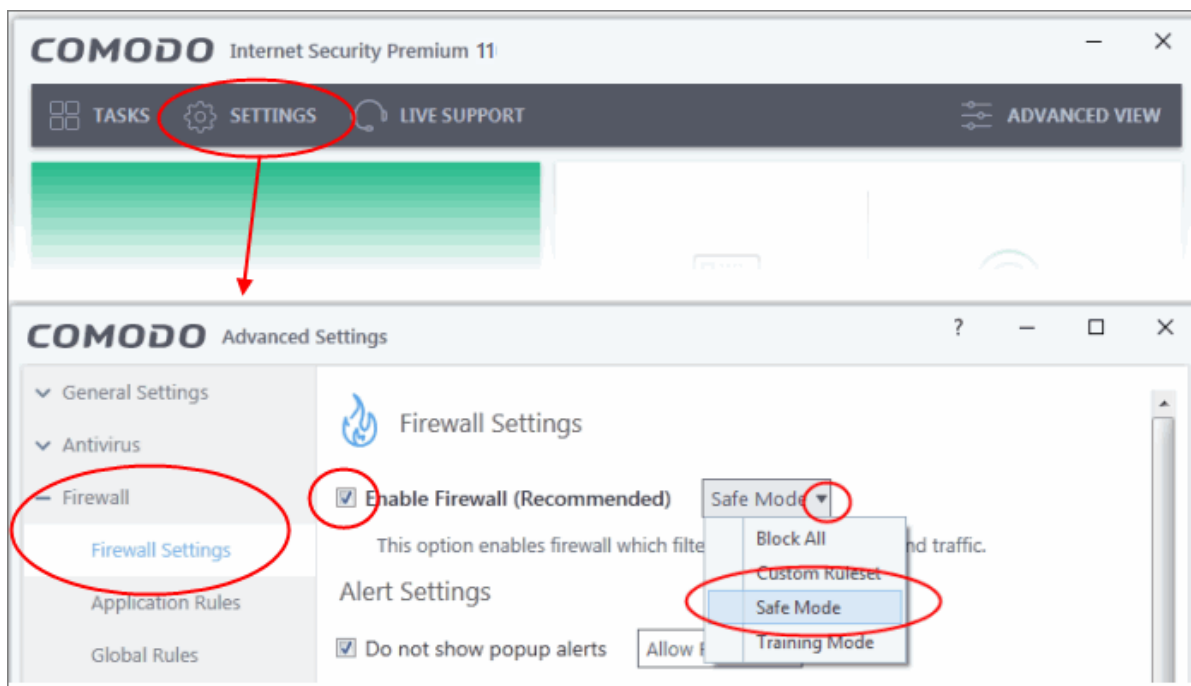 COMODO Internet Security Premium 11
TASKS SETTINGS LIVE SUPPORT ADVANCED VIEW
COMODO Advanced Settings ?
General Settings
Antivirus
Firewall
Firewall Settings
Application Rules
Global Rules
Firewall Settings
Enable Firewall (Recommended) Safe Mode
This option enables firewall which traffic.
Block All
Custom Ruleset
Safe Mode
Training Mode
Alert Settings
Do not show popup alerts Allow